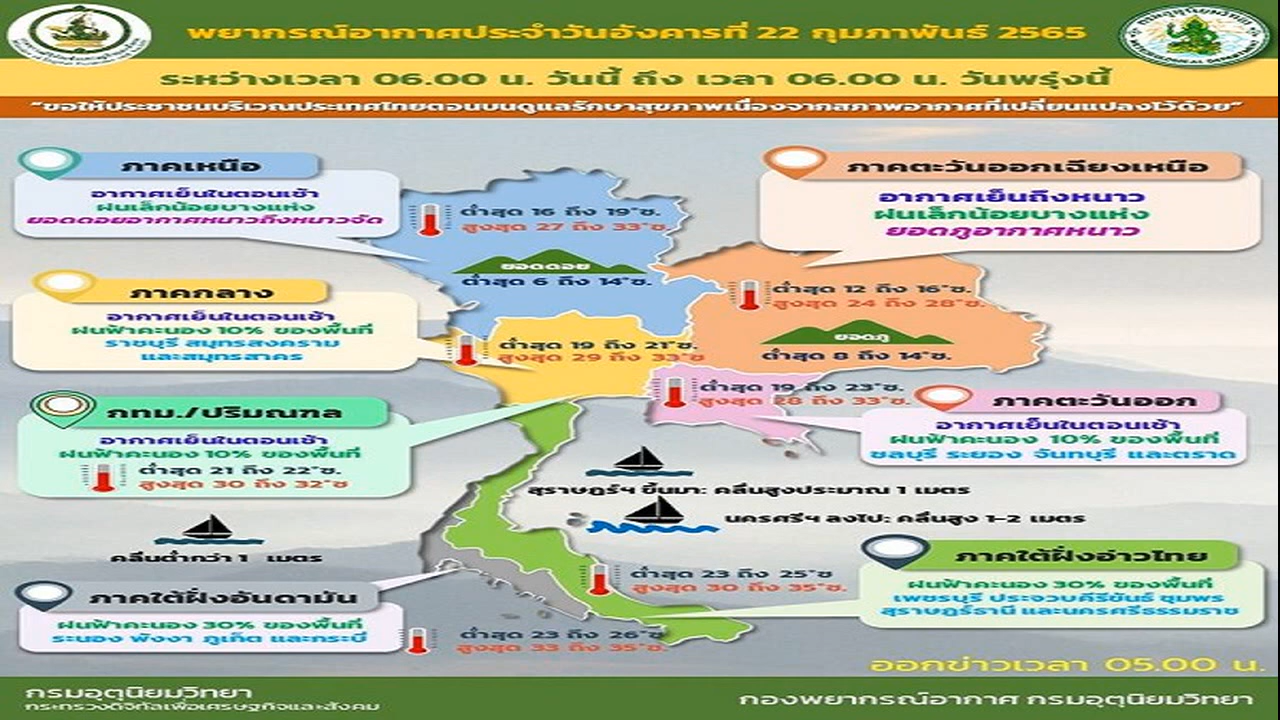 พยากรณ์อากาศประจำวันอังคารที่ 22 กุมภาพันธ์ 2565
ระหว่างเวลา 06.00 น. วันนี้ ถึง เวลา 06.00 น. วันพรุ่งนี้
"ขอให้ประชาชนบริเวณประเทศไทยตอนบนดูแลรักษาสุขภาพเนื่องจากสภาพอากาศที่เปลี่ยนแปลงไว้ด้วย"
ภาคเหนือ
อากาศเย็นในตอนเช้า
ฝนเล็กน้อยบางแห่ง
ยอดดอยอากาศหนาวถึงหนาวจัด
ต่ำสุด 16 ถึง 19°ซ.
สูงสุด 27 ถึง 33°ซ.
ยอดดอย
ต่ำสุด 6 ถึง 14°ซ.
ภาคตะวันออกเฉียงเหนือ
อากาศเย็นถึงหนาว
ฝนเล็กน้อยบางแห่ง
ยอดภูอากาศหนาว
ต่ำสุด 12 ถึง 16°ซ.
สูงสุด 24 ถึง 28°ซ.
ยอดภู
ต่ำสุด 8 ถึง 14°ซ.
ภาคกลาง
อากาศเย็นในตอนเช้า
ฝนฟ้าคะนอง 10% ของพื้นที่
ราชบุรี สมุทรสงคราม
และสมุทรสาคร
ต่ำสุด 19 ถึง 21°ซ.
สูงสุด 29 ถึง 33°ซ
กทม./ปริมณฑล
อากาศเย็นในตอนเช้า
ฝนฟ้าคะนอง 10% ของพื้นที่
ต่ำสุด 21 ถึง 22°ซ.
สูงสุด 30 ถึง 32°ซ
ต่ำสุด 19 ถึง 23°ซ.
สูงสุด 28 ถึง 33°ซ.
ภาคตะวันออก
อากาศเย็นในตอนเช้า
ฝนฟ้าคะนอง 10% ของพื้นที่
ชลบุรี ระยอง จันทบุรี และตราด
สุราษฎร์ฯ ขึ้นมา: คลื่นสูงประมาณ 1 เมตร
นครศรีฯ ลงไป: คลื่นสูง 1-2 เมตร
คลื่นต่ำกว่า 1 เมตร
ภาคใต้ฝั่งอ่าวไทย
ฝนฟ้าคะนอง 30% ของพื้นที่
เพชรบุรี ประจวบคีรีขันธ์ ชุมพร
สุราษฎร์ธานี และนครศรีธรรมราช
ต่ำสุด 23 ถึง 25°ซ
สูงสุด 30 ถึง 35°ซ.
ภาคใต้ฝั่งอันดามัน
ฝนฟ้าคะนอง 30% ของพื้นที่
ระนอง พังงา ภูเก็ต และกระบี่
ต่ำสุด 23 ถึง 26°ซ
สูงสุด 33 ถึง 35°ซ.
ออกข่าวเวลา 05.00 น.
กรมอุตุนิยมวิทยา
กระทรวงดิจิทัลเพื่อเศรษฐกิจและสังคม
กองพยากรณ์อากาศ กรมอุตุนิยมวิทยา